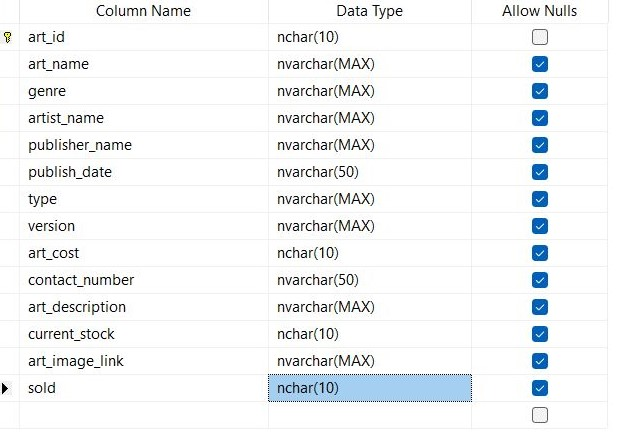 Column Name Data Type Allow Nulls
art_id nchar(10)
art_name nvarchar(MAX)
genre nvarchar(MAX)
artist_name nvarchar(MAX)
publisher_name nvarchar(MAX)
publish_date nvarchar(50)
type nvarchar(MAX)
version nvarchar(MAX)
art_cost nchar(10)
contact_number nvarchar(50)
art_description nvarchar(MAX)
current_stock nchar(10)
art_image_link nvarchar(MAX)
sold nchar(10)